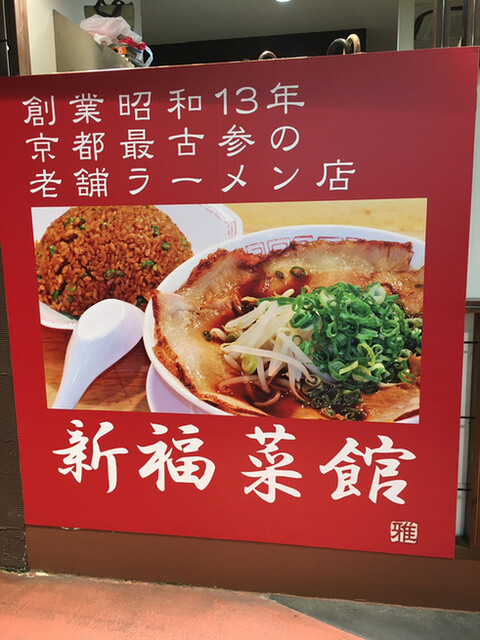 創業昭和13年
京都最古参の
老舗ラーメン店
新福菜館
雅